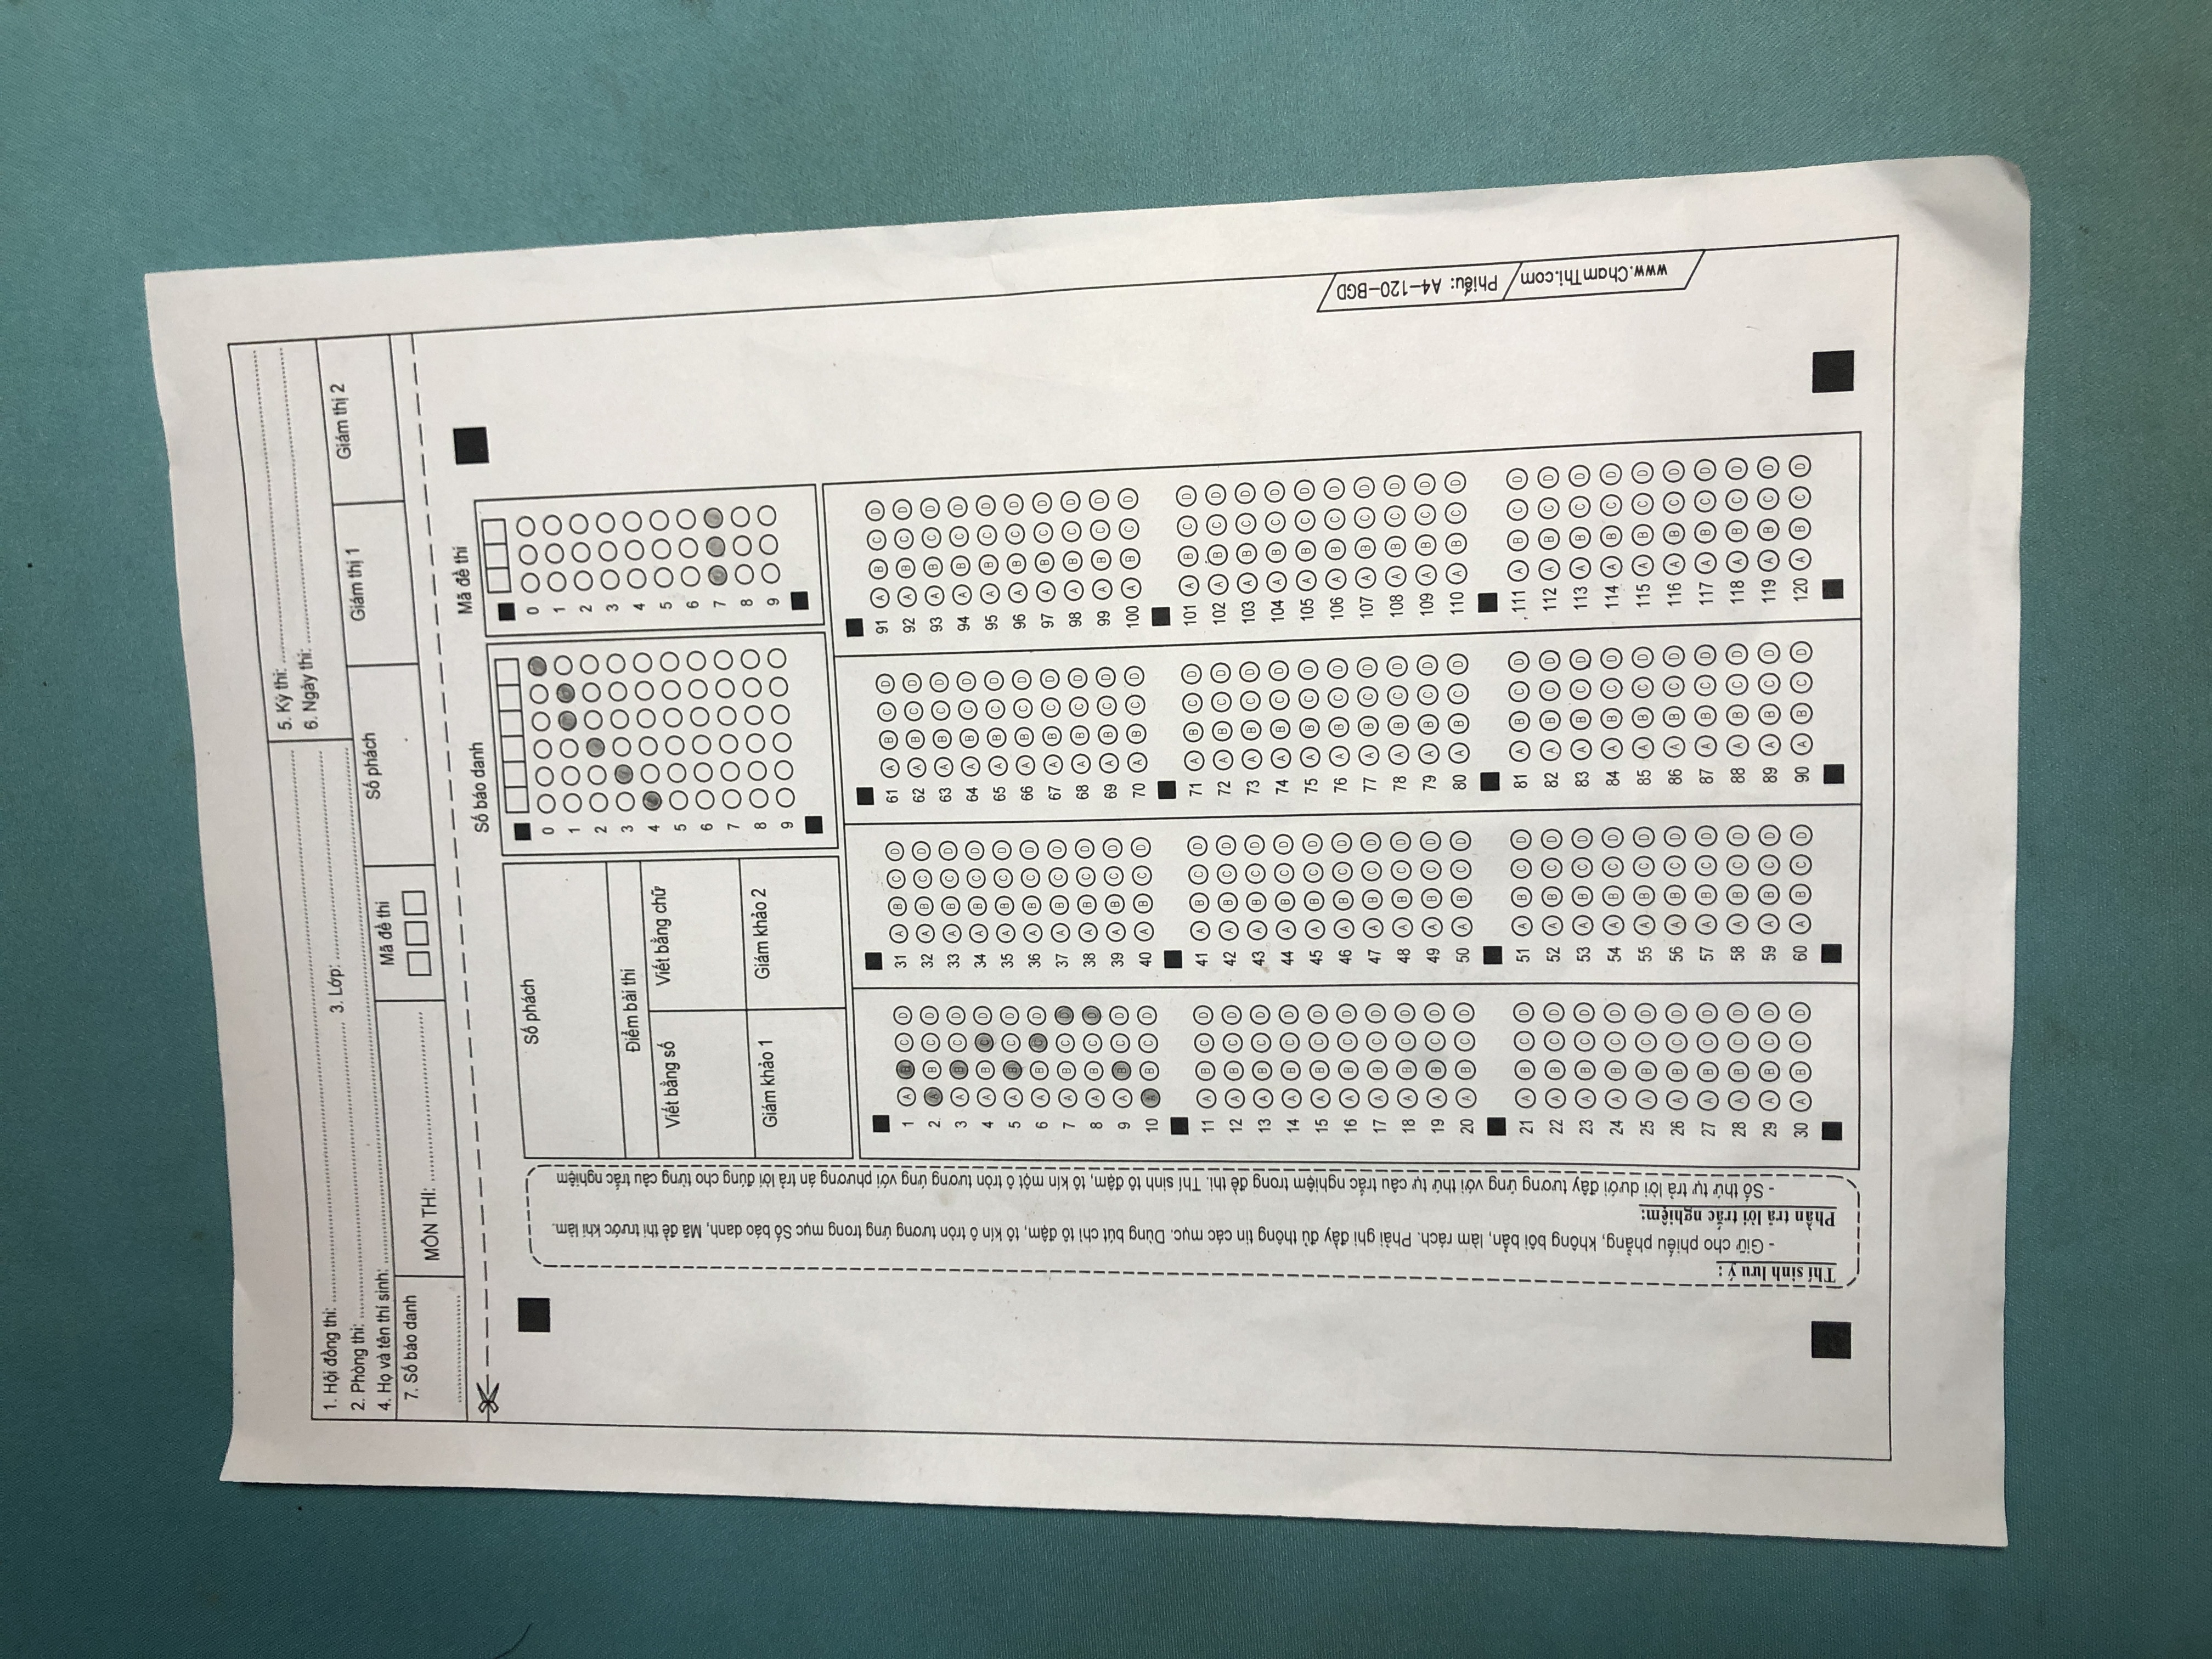 1. Hội đồng thi:
2. Phòng thi: 3. Lớp:
4. Họ và tên thí sinh:
5. Kỳ thi:
6. Ngày thi:
7. Số báo danh
MÔN THI:
Mã đề thi
Số phách
Giám thị 1
Giám thị 2
Thí sinh lưu ý:
- Giữ cho phiếu phẳng, không bôi bẩn, làm rách. Phải ghi đầy đủ thông tin các mục. Dùng bút chì tô đậm, tô kín ô tròn tương ứng trong mục Số báo danh, Mã đề thi trước khi làm.
Phần trả lời trắc nghiệm:
- Số thứ tự trả lời dưới đây tương ứng với thứ tự câu trắc nghiệm trong đề thi. Thí sinh tô đậm, tô kín một ô tròn tương ứng với phương án trả lời đúng cho từng câu trắc nghiệm
Số phách
Điểm bài thi
Viết bằng số Viết bằng chữ
Giám khảo 1 Giám khảo 2
Số báo danh
0
1
2
3
4
5
6
7
8
9
Mã đề thi
0
1
2
3
4
5
6
7
8
9
1 A B C D
2 A B C D
3 A B C D
4 A B C D
5 A B C D
6 A B C D
7 A B C D
8 A B C D
9 A B C D
10 A B C D
11 A B C D
12 A B C D
13 A B C D
14 A B C D
15 A B C D
16 A B C D
17 A B C D
18 A B C D
19 A B C D
20 A B C D
21 A B C D
22 A B C D
23 A B C D
24 A B C D
25 A B C D
26 A B C D
27 A B C D
28 A B C D
29 A B C D
30 A B C D
31 A B C D
32 A B C D
33 A B C D
34 A B C D
35 A B C D
36 A B C D
37 A B C D
38 A B C D
39 A B C D
40 A B C D
41 A B C D
42 A B C D
43 A B C D
44 A B C D
45 A B C D
46 A B C D
47 A B C D
48 A B C D
49 A B C D
50 A B C D
51 A B C D
52 A B C D
53 A B C D
54 A B C D
55 A B C D
56 A B C D
57 A B C D
58 A B C D
59 A B C D
60 A B C D
61 A B C D
62 A B C D
63 A B C D
64 A B C D
65 A B C D
66 A B C D
67 A B C D
68 A B C D
69 A B C D
70 A B C D
71 A B C D
72 A B C D
73 A B C D
74 A B C D
75 A B C D
76 A B C D
77 A B C D
78 A B C D
79 A B C D
80 A B C D
81 A B C D
82 A B C D
83 A B C D
84 A B C D
85 A B C D
86 A B C D
87 A B C D
88 A B C D
89 A B C D
90 A B C D
91 A B C D
92 A B C D
93 A B C D
94 A B C D
95 A B C D
96 A B C D
97 A B C D
98 A B C D
99 A B C D
100 A B C D
101 A B C D
102 A B C D
103 A B C D
104 A B C D
105 A B C D
106 A B C D
107 A B C D
108 A B C D
109 A B C D
110 A B C D
111 A B C D
112 A B C D
113 A B C D
114 A B C D
115 A B C D
116 A B C D
117 A B C D
118 A B C D
119 A B C D
120 A B C D
www.ChamThi.com / Phiếu: A4-120-BGD